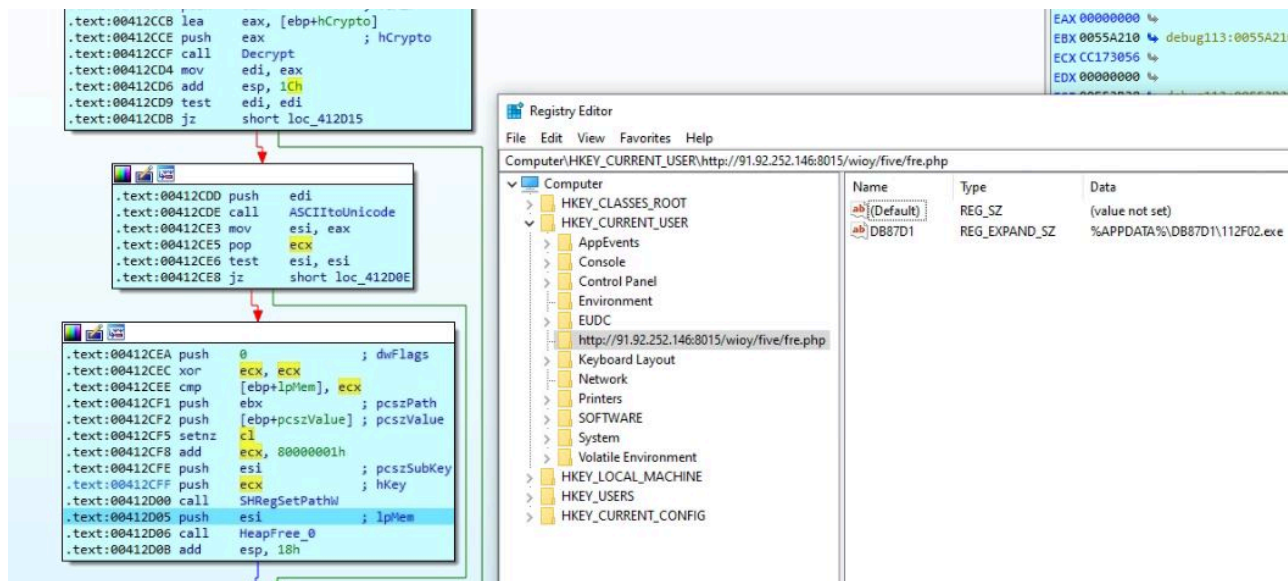 .text:00412CCB lea eax, [ebp+hCrypto]
.text:00412CCE push eax ; hCrypto
.text:00412CCF call Decrypt
.text:00412CD4 mov edi, eax
.text:00412CD6 add esp, 1Ch
.text:00412CD9 test edi, edi
.text:00412CDB jz short loc_412D15
.text:00412CDD push edi
.text:00412CDE call ASCIItoUnicode
.text:00412CE3 mov esi, eax
.text:00412CE5 pop ecx
.text:00412CE6 test esi, esi
.text:00412CE8 jz short loc_412D0E
.text:00412CEA push 0 ; dwFlags
.text:00412CEC xor ecx, ecx
.text:00412CEE cmp [ebp+lpMem], ecx
.text:00412CF1 push ebx ; pcszPath
.text:00412CF2 push [ebp+pcszValue] ; pcszValue
.text:00412CF5 setnz cl
.text:00412CF8 add ecx, 80000001h
.text:00412CFE push esi ; pcszSubKey
.text:00412CFF push ecx ; hKey
.text:00412D00 call SHRegSetPathW
.text:00412D05 push esi ; lpMem
.text:00412D06 call HeapFree_0
.text:00412D0B add esp, 18h
EAX 00000000
EBX 0055A210 debug113:0055A210
ECX CC173056
EDX 00000000
Registry Editor
File Edit View Favorites Help
Computer\HKEY_CURRENT_USER\http://91.92.252.146:8015/wioy/five/fre.php
Computer
HKEY_CLASSES_ROOT
HKEY_CURRENT_USER
AppEvents
Console
Control Panel
Environment
EUDC
http://91.92.252.146:8015/wioy/five/fre.php
Keyboard Layout
Network
Printers
SOFTWARE
System
Volatile Environment
HKEY_LOCAL_MACHINE
HKEY_USERS
HKEY_CURRENT_CONFIG
Name Type Data
(Default) REG_SZ (value not set)
DB87D1 REG_EXPAND_SZ %APPDATA%\DB87D1\112F02.exe